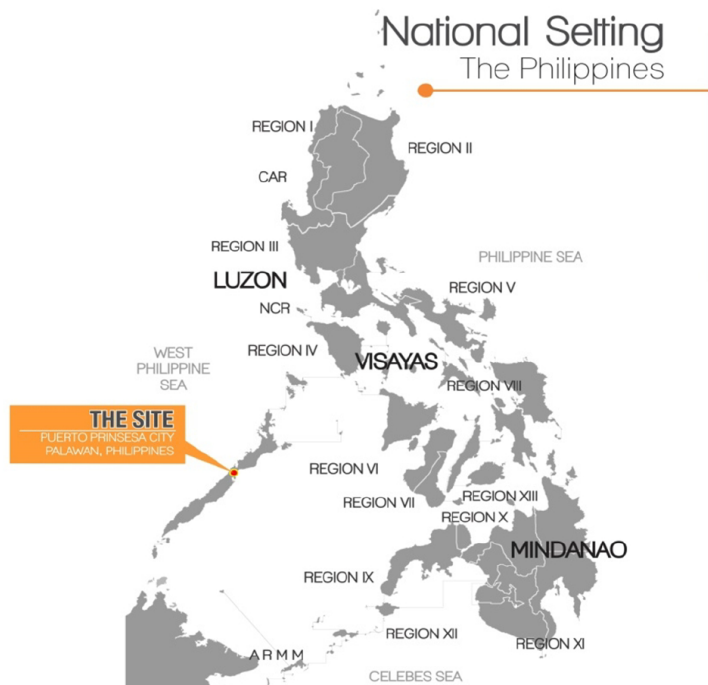 National Setting
The Philippines
REGION I
REGION II
CAR
REGION III
PHILIPPINE SEA
LUZON
REGION V
NCR
WEST
PHILIPPINE
SEA
REGION IV
VISAYAS
REGION VIII
THE SITE
PUERTO PRINSESA CITY
PALAWAN, PHILIPPINES
REGION VI
REGION VII
REGION XIII
REGION X
MINDANAO
REGION IX
REGION XII
REGION XI
ARMM
CELEBES SEA